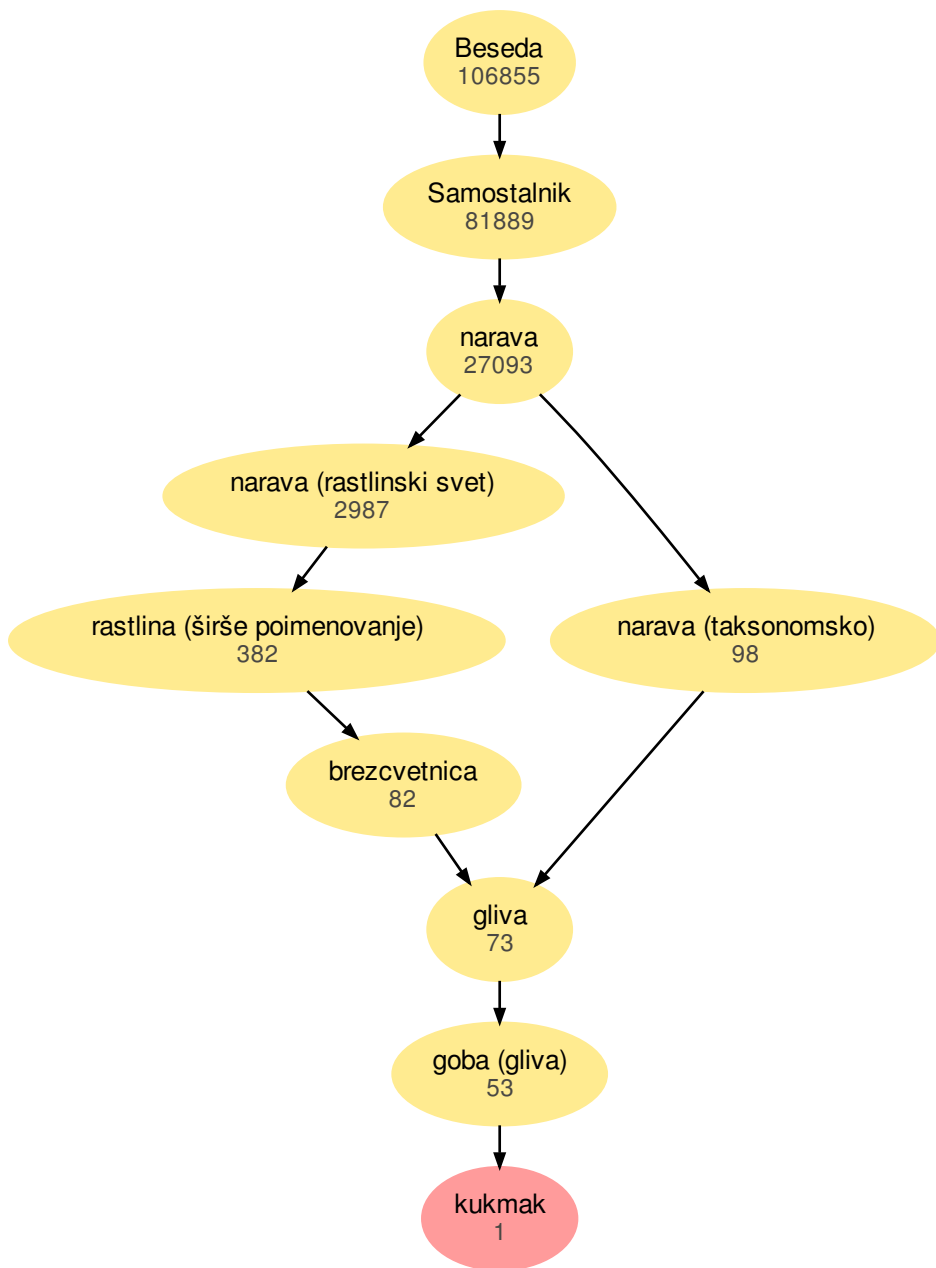 Beseda
106855
Samostalnik
81889
narava
27093
narava (rastlinski svet)
2987
rastlina (širše poimenovanje)
382
narava (taksonomsko)
98
brezcvetnica
82
gliva
73
goba (gliva)
53
kukmak
1